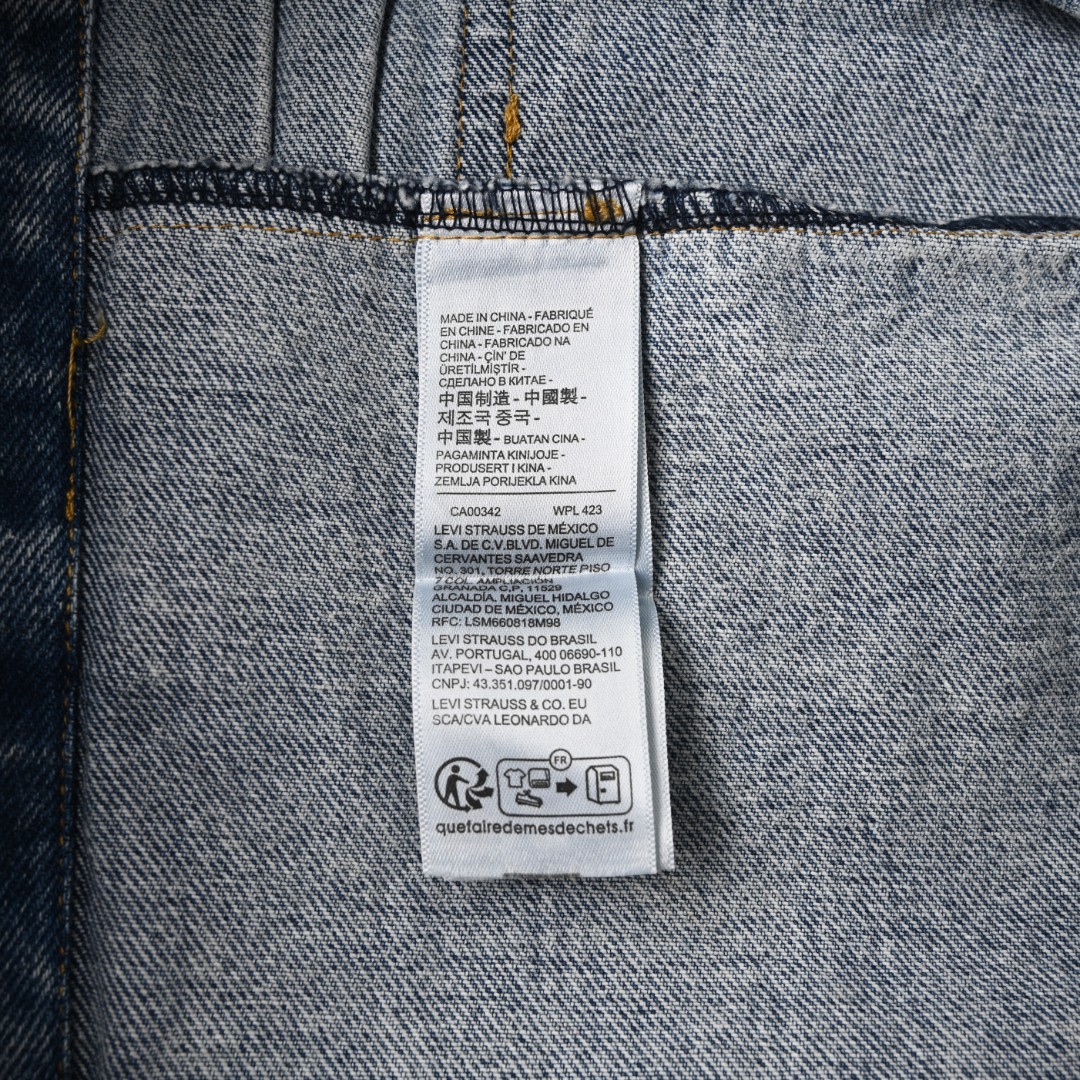 MADE IN CHINA - FABRIQUÉ
EN CHINE - FABRICADO EN
CHINA - FABRICADO NA
CHINA - ÇİN' DE
ÜRETİLMİŞTİR -
СДЕЛАНО В КИТАЕ -
中国制造 - 中國製 -
제조국 중국 -
中国製 - BUATAN CINA -
PAGAMINTA KINIJOJE -
PRODUSERT I KINA -
ZEMLJA PORIJEKLA KINA
CA00342 WPL 423
LEVI STRAUSS DE MÉXICO
S.A. DE C.V.BLVD. MIGUEL DE
CERVANTES SAAVEDRA
NO. 301, TORRE NORTE PISO
7 COL. AMPLIACIÓN
GRANADA C.P. 11529
ALCALDÍA. MIGUEL HIDALGO
CIUDAD DE MÉXICO, MÉXICO
RFC: LSM660818M98
LEVI STRAUSS DO BRASIL
AV. PORTUGAL, 400 06690-110
ITAPEVI – SAO PAULO BRASIL
CNPJ: 43.351.097/0001-90
LEVI STRAUSS & CO. EU
SCA/CVA LEONARDO DA
FR
quefairedemesdechets.fr